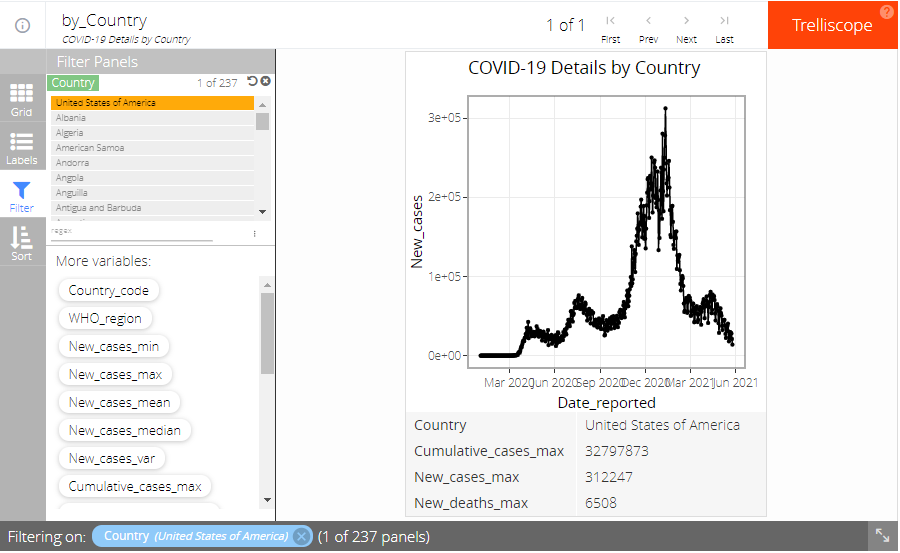 by_Country
COVID-19 Details by Country
1 of 1
First Prev Next Last
Trelliscope
?
Filter Panels
Country 1 of 237
United States of America
Albania
Algeria
American Samoa
Andorra
Angola
Anguilla
Antigua and Barbuda
regex
Grid
Labels
Filter
Sort
More variables:
Country_code
WHO_region
New_cases_min
New_cases_max
New_cases_mean
New_cases_median
New_cases_var
Cumulative_cases_max
COVID-19 Details by Country
New_cases
3e+05
2e+05
1e+05
0e+00
Mar 2020 Jun 2020 Sep 2020 Dec 2020 Mar 2021 Jun 2021
Date_reported
Country United States of America
Cumulative_cases_max 32797873
New_cases_max 312247
New_deaths_max 6508
Filtering on: Country (United States of America) (1 of 237 panels)